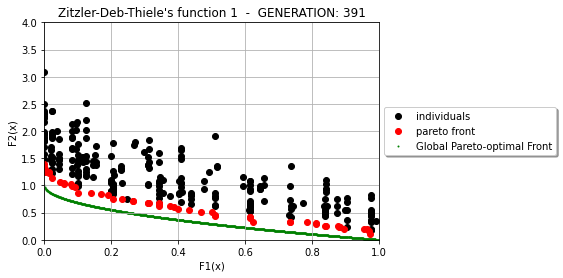 Zitzler-Deb-Thiele's function 1  -  GENERATION: 391
4.0
3.5
3.0
2.5
2.0
1.5
1.0
0.5
0.0
F2(x)
0.0 0.2 0.4 0.6 0.8 1.0
F1(x)
individuals
pareto front
Global Pareto-optimal Front